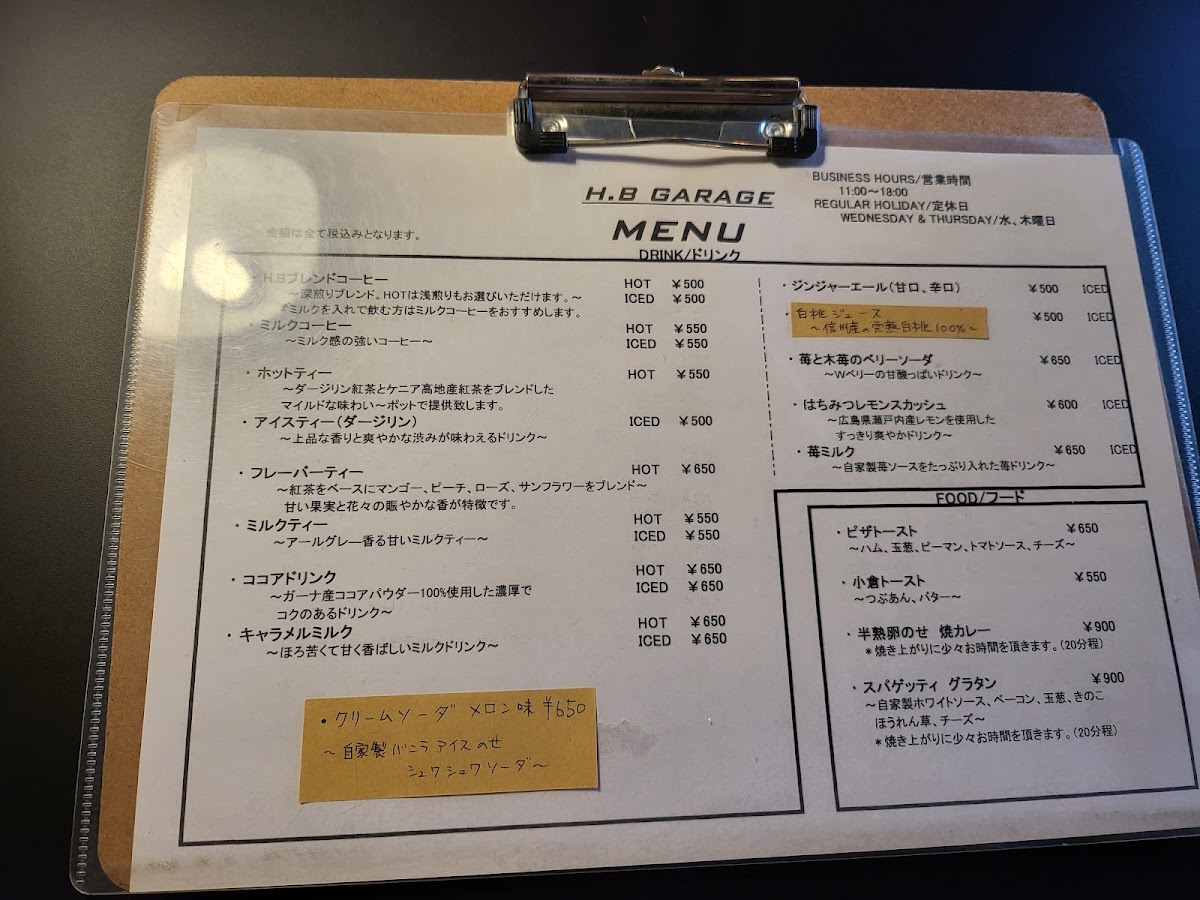 H.B GARAGE
MENU
BUSINESS HOURS/営業時間
11:00～18:00
REGULAR HOLIDAY/定休日
WEDNESDAY & THURSDAY/水、木曜日
金額は全て税込みとなります。
DRINK/ドリンク
・H.Bブレンドコーヒー HOT ￥500
～深煎りブレンド。HOTは浅煎りもお選びいただけます。～ ICED ￥500
ミルクを入れて飲む方はミルクコーヒーをおすすめします。
・ミルクコーヒー HOT ￥550
～ミルク感の強いコーヒー～ ICED ￥550
・ホットティー HOT ￥550
～ダージリン紅茶とケニア高地産紅茶をブレンドした
マイルドな味わい～ポットで提供致します。
・アイスティー(ダージリン) ICED ￥500
～上品な香りと爽やかな渋みが味わえるドリンク～
・フレーバーティー HOT ￥650
～紅茶をベースにマンゴー、ピーチ、ローズ、サンフラワーをブレンド～
甘い果実と花々の賑やかな香が特徴です。
・ミルクティー HOT ￥550
～アールグレー香る甘いミルクティー～ ICED ￥550
・ココアドリンク HOT ￥650
～ガーナ産ココアパウダー100%使用した濃厚で ICED ￥650
コクのあるドリンク～
・キャラメルミルク HOT ￥650
～ほろ苦くて甘く香ばしいミルクドリンク～ ICED ￥650
・クリームソーダ メロン味 ￥650
～自家製バニラアイスのせ
シュワシュワソーダ～
・ジンジャーエール(甘口、辛口) ￥500 ICED
・白桃ジュース ￥500 ICED
～信州産の完熟白桃100%～
・苺と木苺のベリーソーダ ￥650 ICED
～Wベリーの甘酸っぱいドリンク～
・はちみつレモンスカッシュ ￥600 ICED
～広島県瀬戸内産レモンを使用した
すっきり爽やかドリンク～
・苺ミルク ￥650 ICED
～自家製苺ソースをたっぷり入れた苺ドリンク～
FOOD/フード
・ピザトースト ￥650
～ハム、玉葱、ピーマン、トマトソース、チーズ～
・小倉トースト ￥550
～つぶあん、バター～
・半熟卵のせ 焼カレー ￥900
＊焼き上がりに少々お時間を頂きます。(20分程)
・スパゲッティ グラタン ￥900
～自家製ホワイトソース、ベーコン、玉葱、きのこ
ほうれん草、チーズ～
＊焼き上がりに少々お時間を頂きます。(20分程)